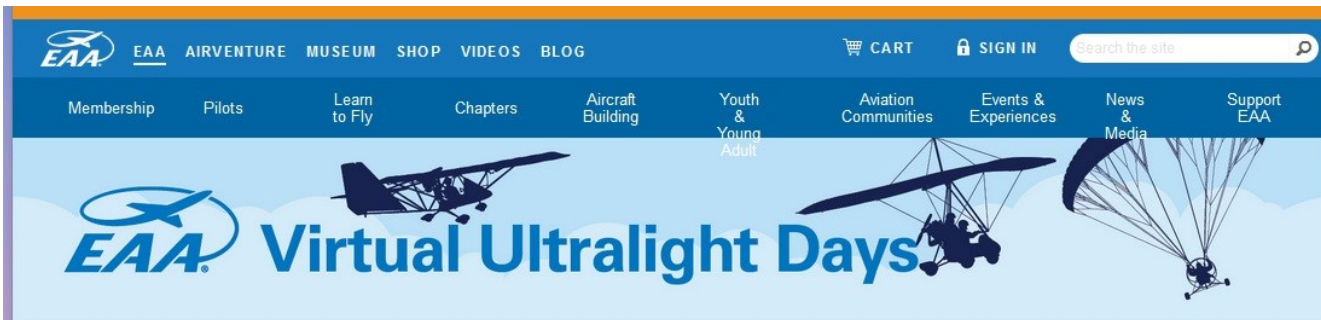 EAA
EAA AIRVENTURE MUSEUM SHOP VIDEOS BLOG
CART
SIGN IN
Search the site
Membership
Pilots
Learn
to Fly
Chapters
Aircraft
Building
Youth
&
Young
Adult
Aviation
Communities
Events &
Experiences
News
&
Media
Support
EAA
EAA® Virtual Ultralight Days